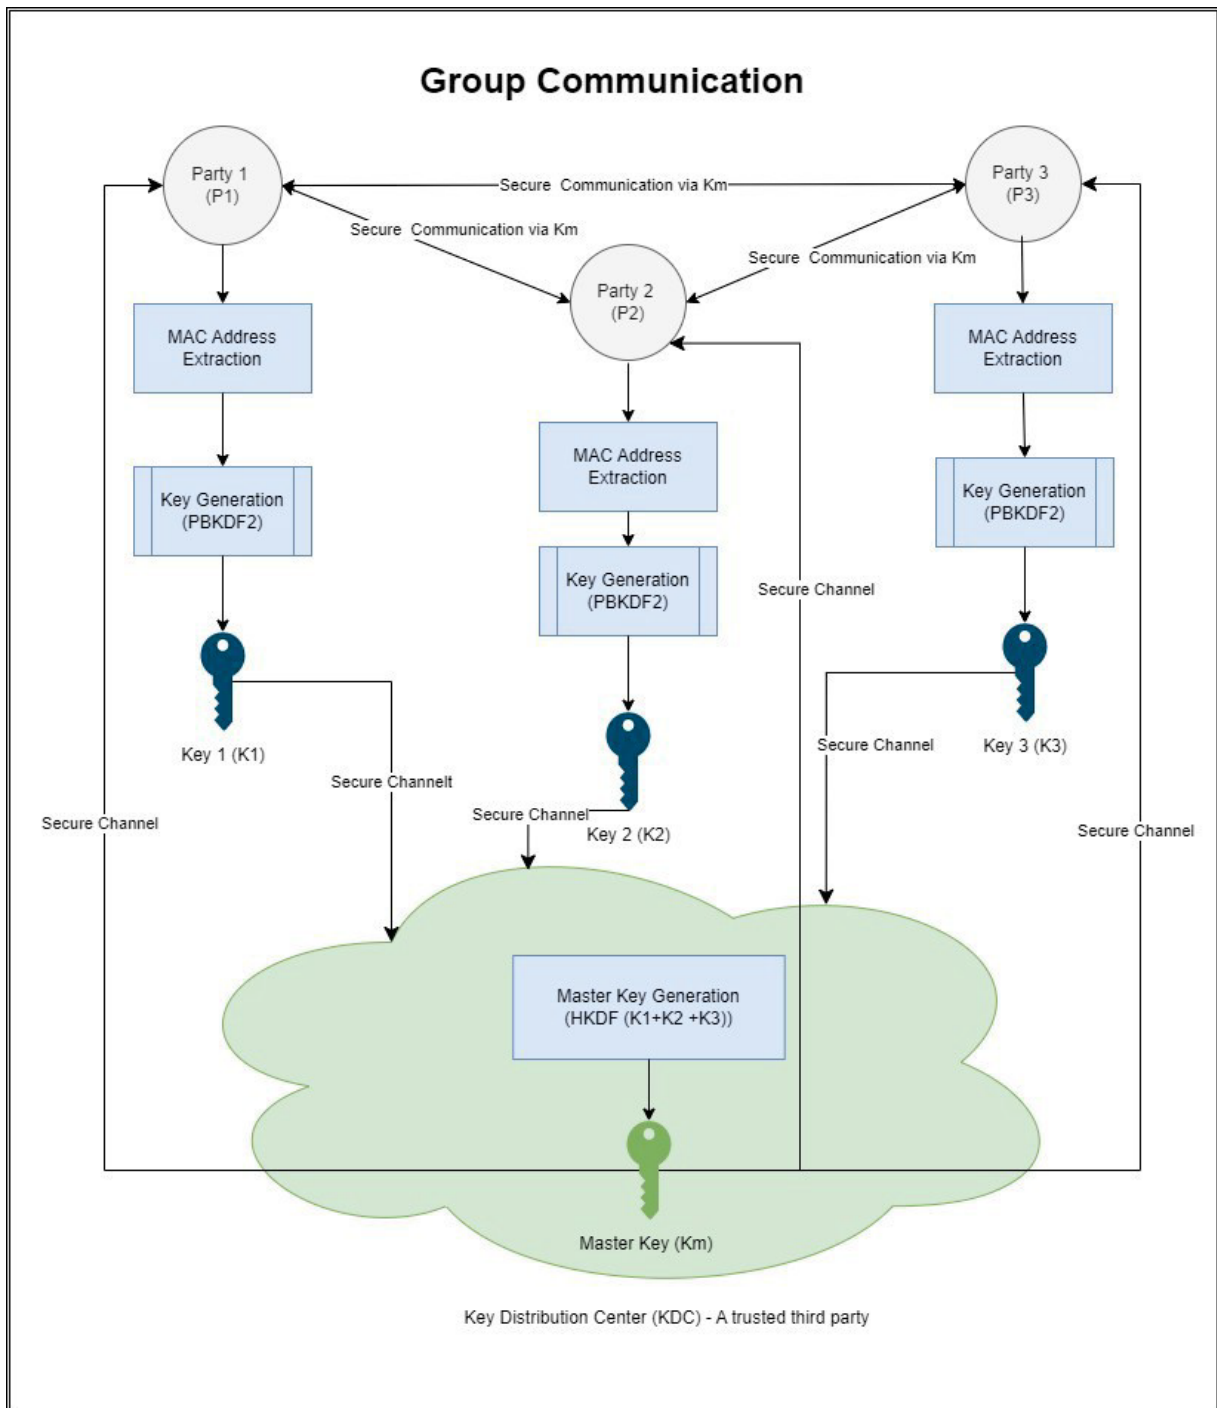 Group Communication
Party 1
(P1)
Secure  Communication via Km
Party 3
(P3)
Secure  Communication via Km
Secure  Communication via Km
Party 2
(P2)
MAC Address
Extraction
MAC Address
Extraction
MAC Address
Extraction
Key Generation
(PBKDF2)
Key Generation
(PBKDF2)
Key Generation
(PBKDF2)
Secure Channel
Key 1 (K1)
Key 3 (K3)
Secure Channel
Secure Channelt
Secure Channel
Key 2 (K2)
Secure Channel
Secure Channel
Master Key Generation
(HKDF (K1+K2 +K3))
Master Key (Km)
Key Distribution Center (KDC) - A trusted third party